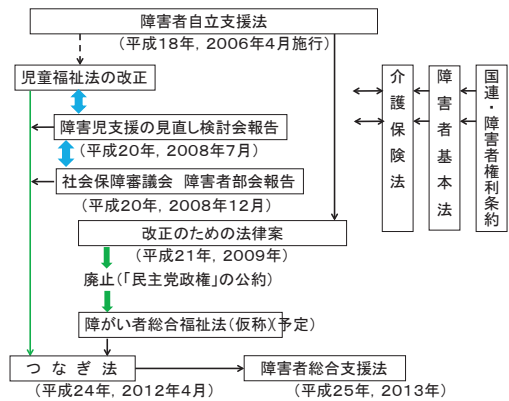 障害者自立支援法
(平成18年, 2006年4月施行)
児童福祉法の改正
障害児支援の見直し検討会報告
(平成20年, 2008年7月)
社会保障審議会 障害者部会報告
(平成20年, 2008年12月)
改正のための法律案
(平成21年, 2009年)
廃止(「民主党政権」の公約)
障がい者総合福祉法(仮称)(予定)
つなぎ法
(平成24年, 2012年4月)
障害者総合支援法
(平成25年, 2013年)
介護保険法
障害者基本法
国連・障害者権利条約